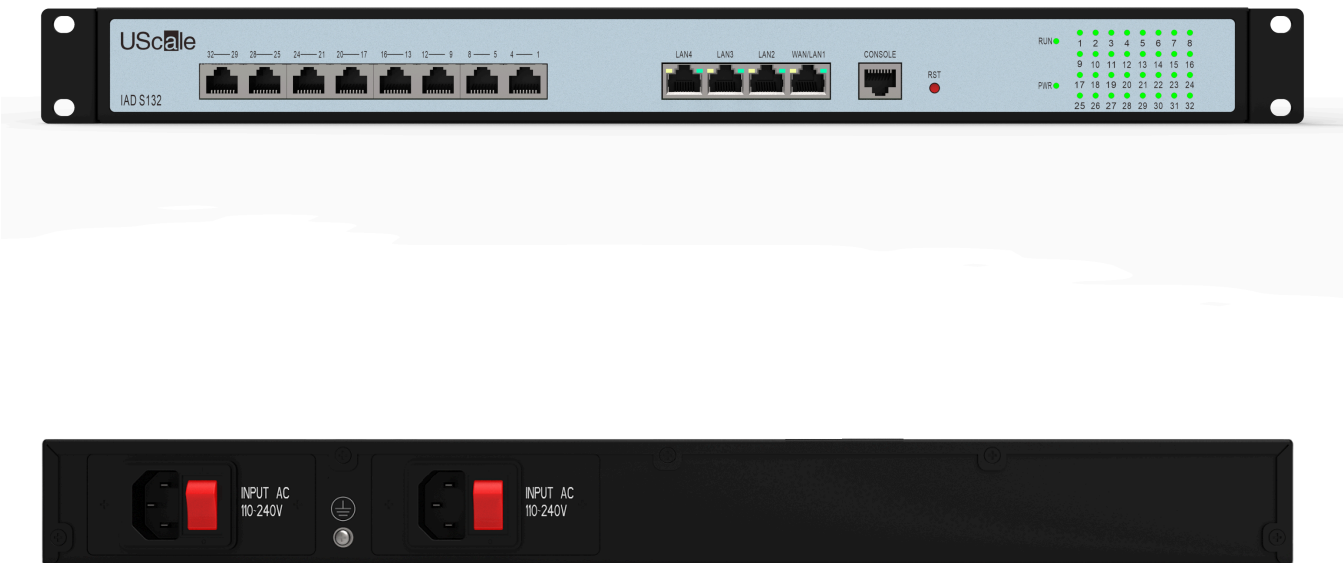 UScale
32 — 29 28 — 25 24 — 21 20 — 17 16 — 13 12 — 9 8 — 5 4 — 1
LAN4 LAN3 LAN2 WAN/LAN1 CONSOLE
RST
IAD S132
RUN
PWR
1 2 3 4 5 6 7 8
9 10 11 12 13 14 15 16
17 18 19 20 21 22 23 24
25 26 27 28 29 30 31 32
INPUT AC
110-240V
INPUT AC
110-240V